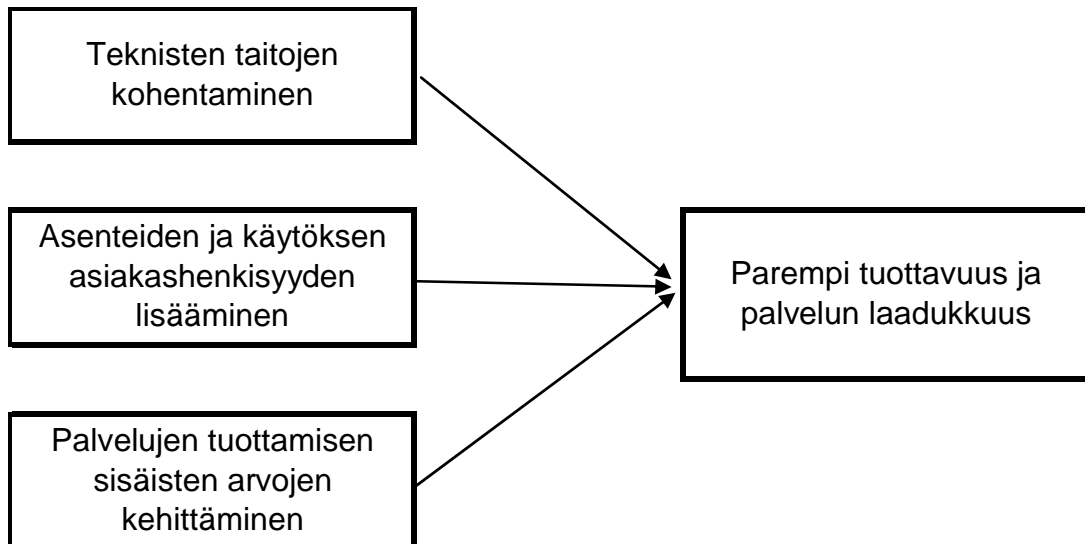 Teknisten taitojen
kohentaminen
Asenteiden ja käytöksen
asiakashenkisyyden
lisääminen
Parempi tuottavuus ja
palvelun laadukkuus
Palvelujen tuottamisen
sisäisten arvojen
kehittäminen